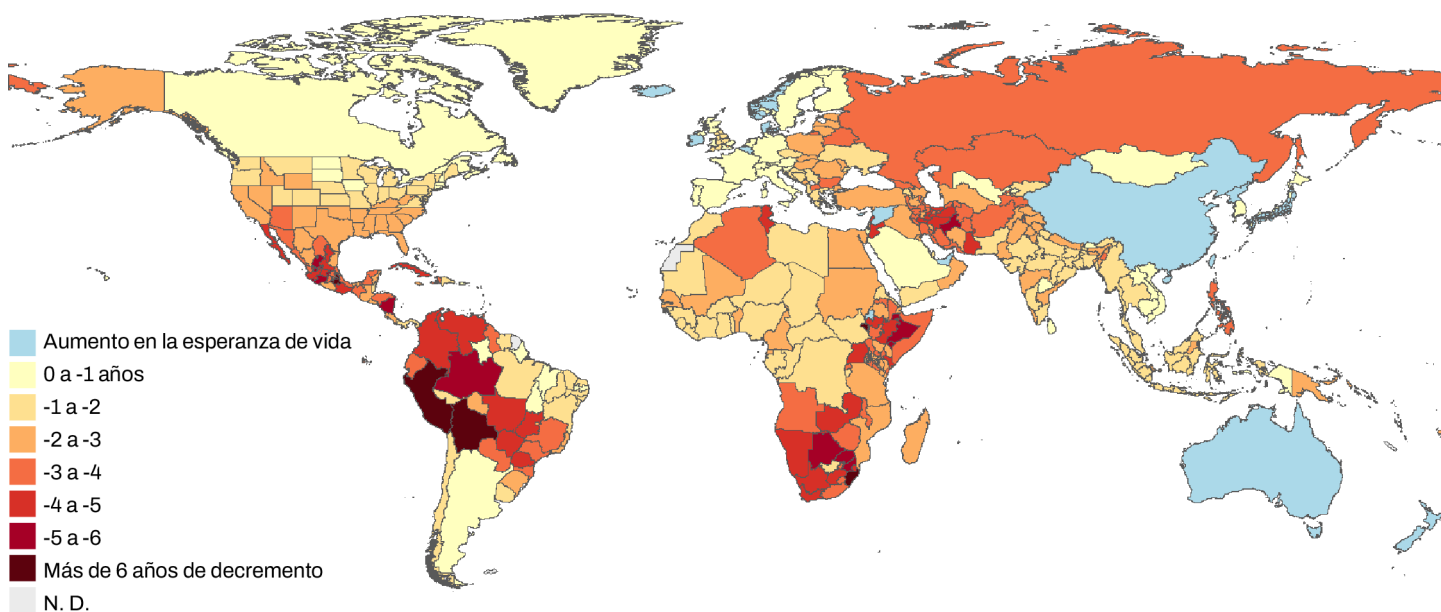 Aumento en la esperanza de vida
0 a -1 años
-1 a -2
-2 a -3
-3 a -4
-4 a -5
-5 a -6
Más de 6 años de decremento
N. D.